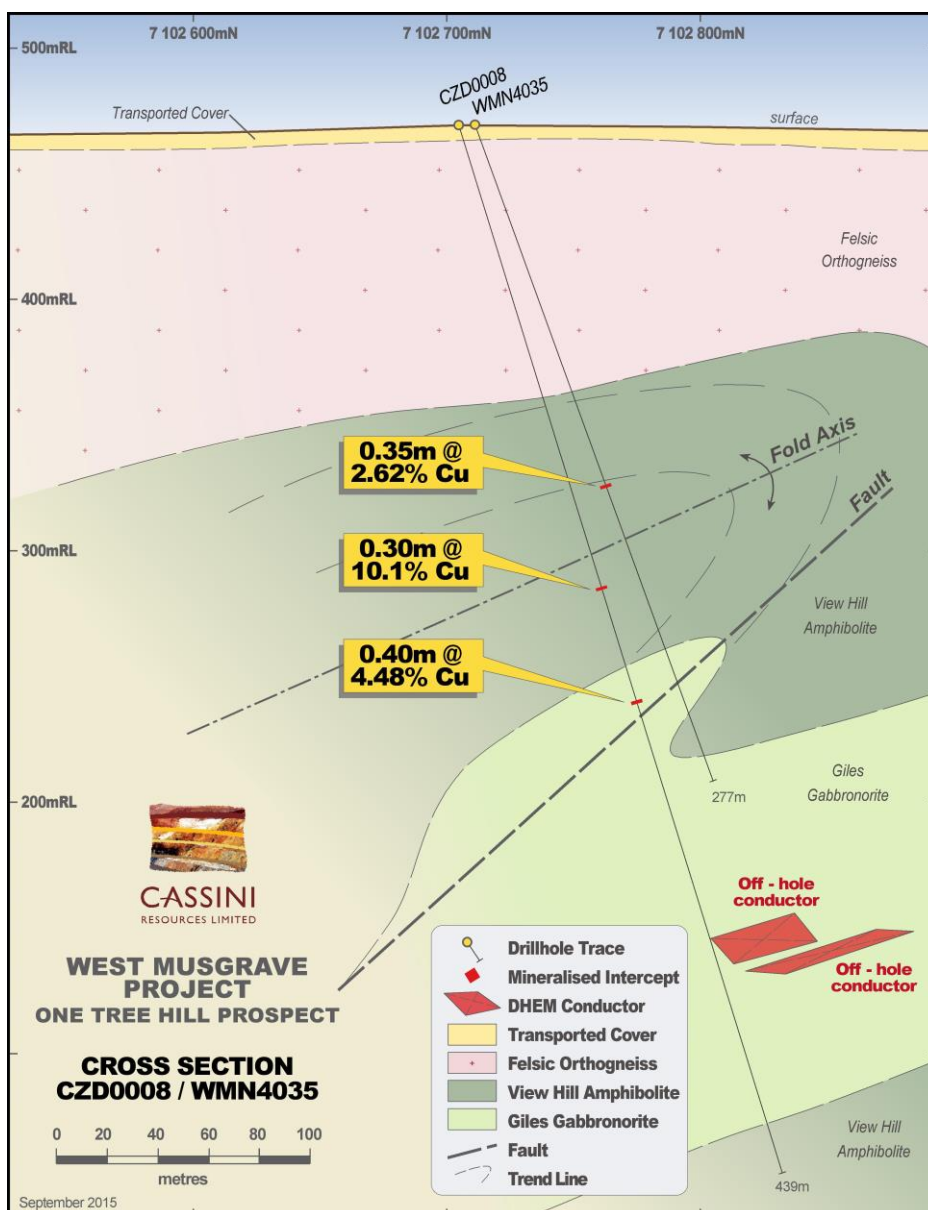 7 102 600mN
7 102 700mN
7 102 800mN
500mRL
CZD0008
WMN4035
Transported Cover
surface
Felsic
Orthogneiss
400mRL
0.35m @
2.62% Cu
Fold Axis
Fault
300mRL
0.30m @
10.1% Cu
View Hill
Amphibolite
0.40m @
4.48% Cu
Giles
Gabbronorite
200mRL
277m
CASSINI
RESOURCES LIMITED
Off - hole
conductor
Off - hole
conductor
WEST MUSGRAVE
PROJECT
ONE TREE HILL PROSPECT
CROSS SECTION
CZD0008 / WMN4035
0 20 40 60 80 100
metres
September 2015
Drillhole Trace
Mineralised Intercept
DHEM Conductor
Transported Cover
Felsic Orthogneiss
View Hill Amphibolite
Giles Gabbronorite
Fault
Trend Line
View Hill
Amphibolite
439m